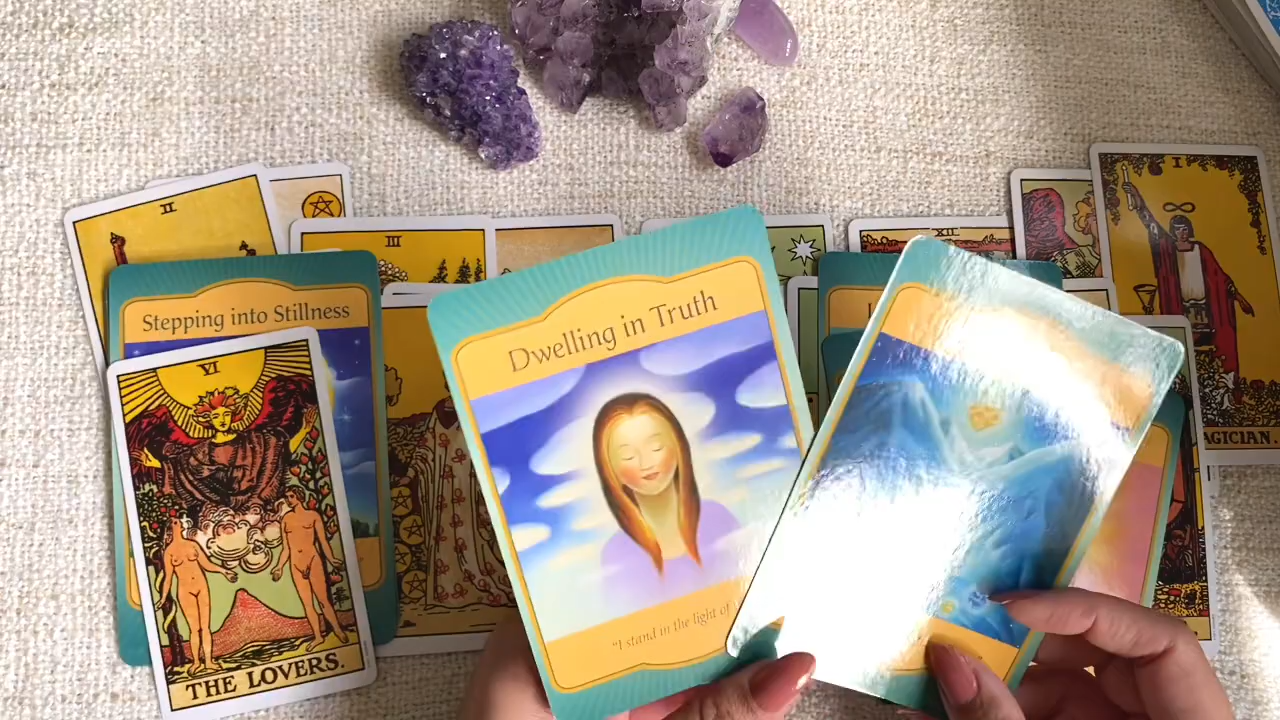 II
III
XII
I
Stepping into Stillness
Dwelling in Truth
VI
AGICIAN.
"I stand in the light of
THE LOVERS.